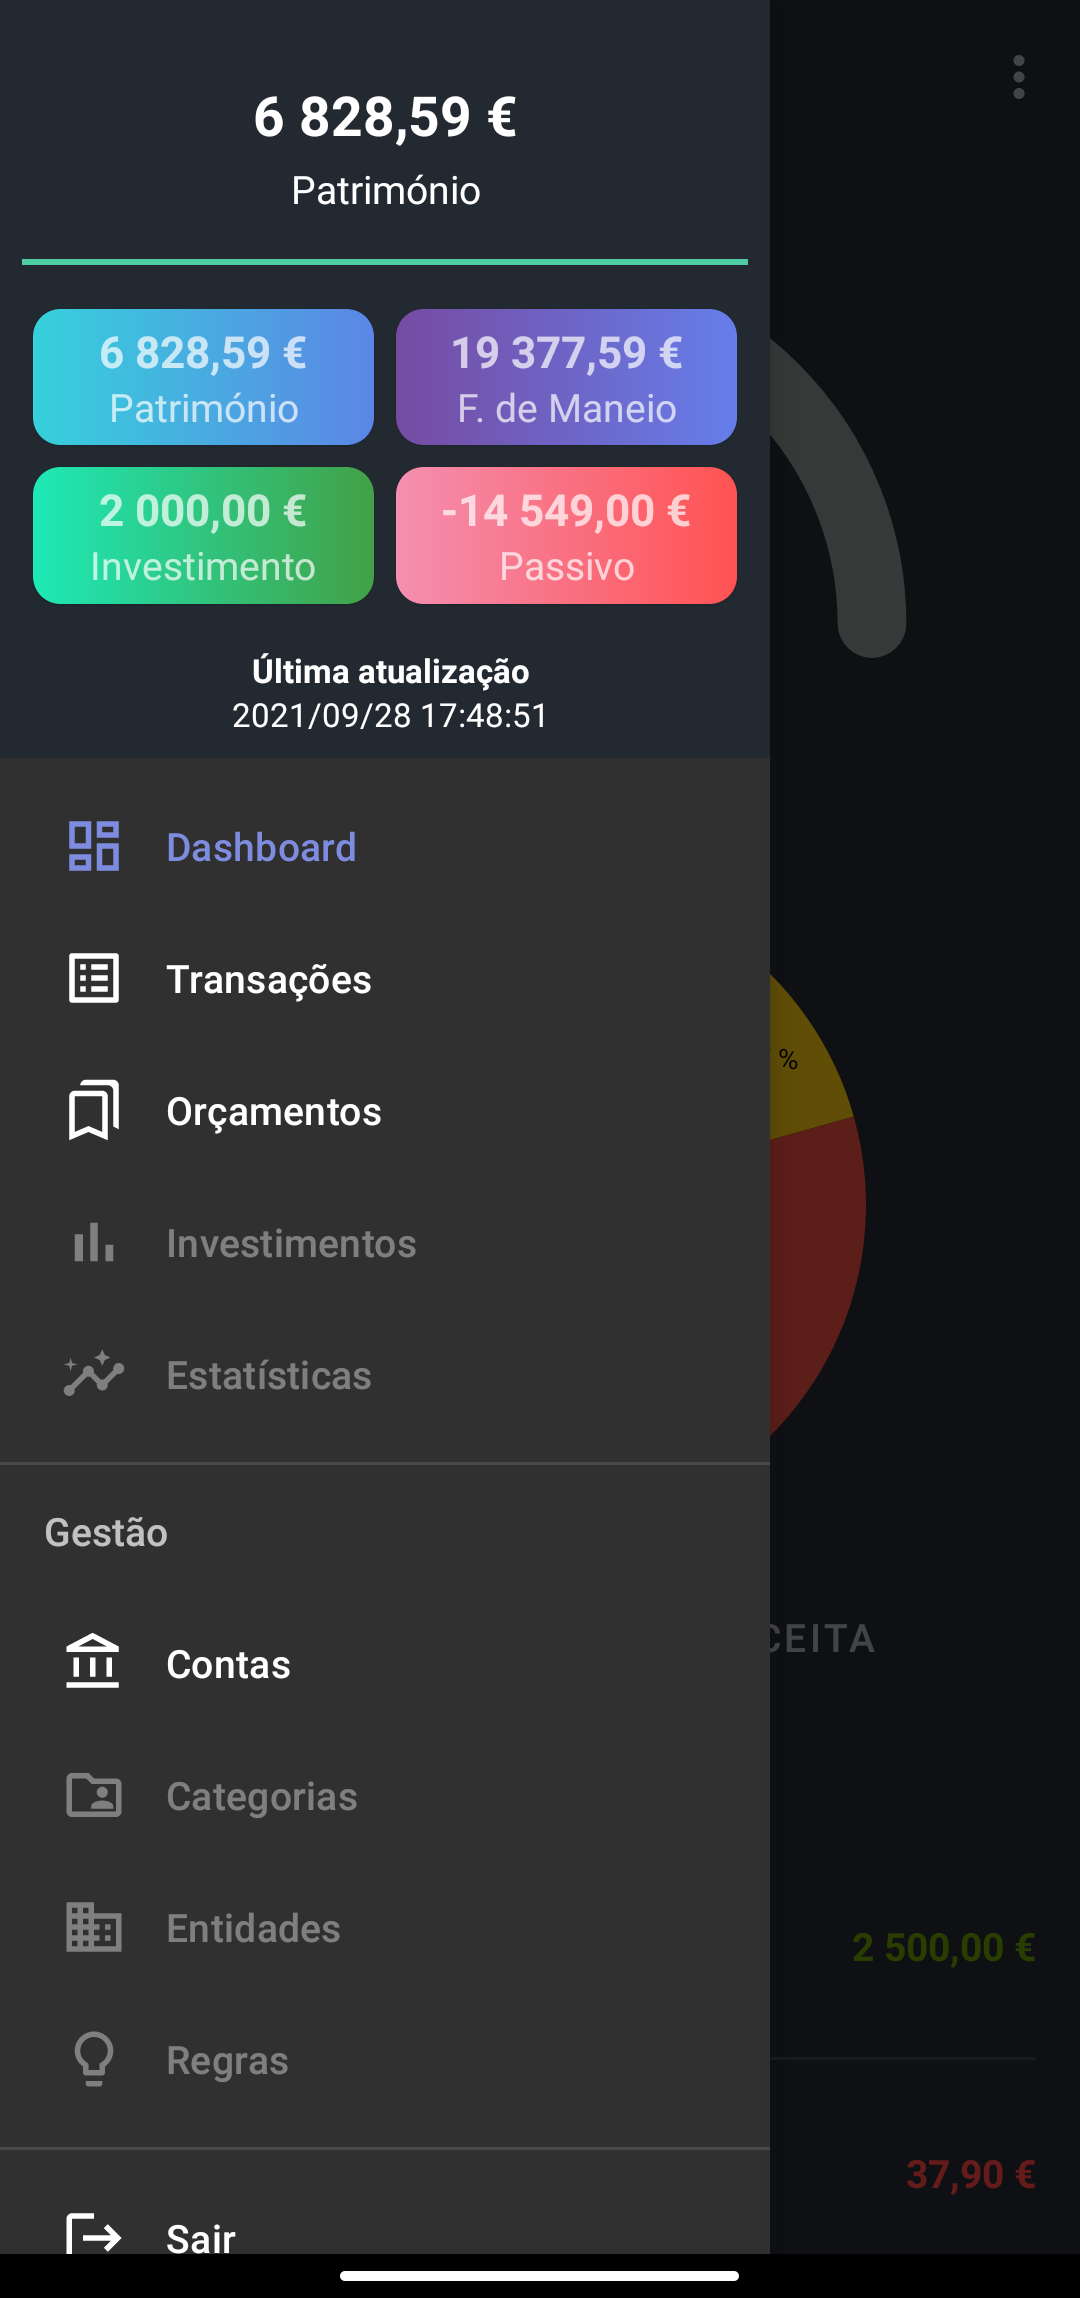 6 828,59 €
Património
6 828,59 €
Património
19 377,59 €
F. de Maneio
2 000,00 €
Investimento
-14 549,00 €
Passivo
Última atualização
2021/09/28 17:48:51
Dashboard
Transações
Orçamentos
Investimentos
Estatísticas
Gestão
Contas
Categorias
Entidades
Regras
Sair
%
CEITA
2 500,00 €
37,90 €